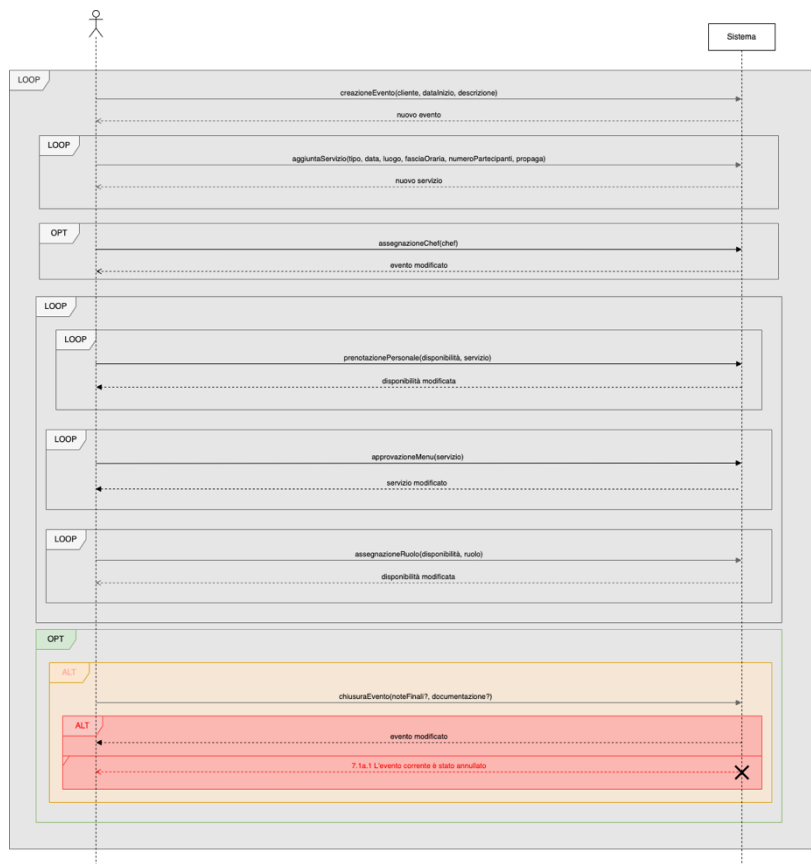 Sistema
LOOP
creazioneEvento(cliente, dataInizio, descrizione)
nuovo evento
LOOP
aggiuntaServizio(tipo, data, luogo, fasciaOraria, numeroPartecipanti, propaga)
nuovo servizio
OPT
assegnazioneChef(chef)
evento modificato
LOOP
LOOP
prenotazionePersonale(disponibilità, servizio)
disponibilità modificata
LOOP
approvazioneMenu(servizio)
servizio modificato
LOOP
assegnazioneRuolo(disponibilità, ruolo)
disponibilità modificata
OPT
ALT
chiusuraEvento(noteFinali?, documentazione?)
ALT
evento modificato
7.1a.1 L'evento corrente è stato annullato